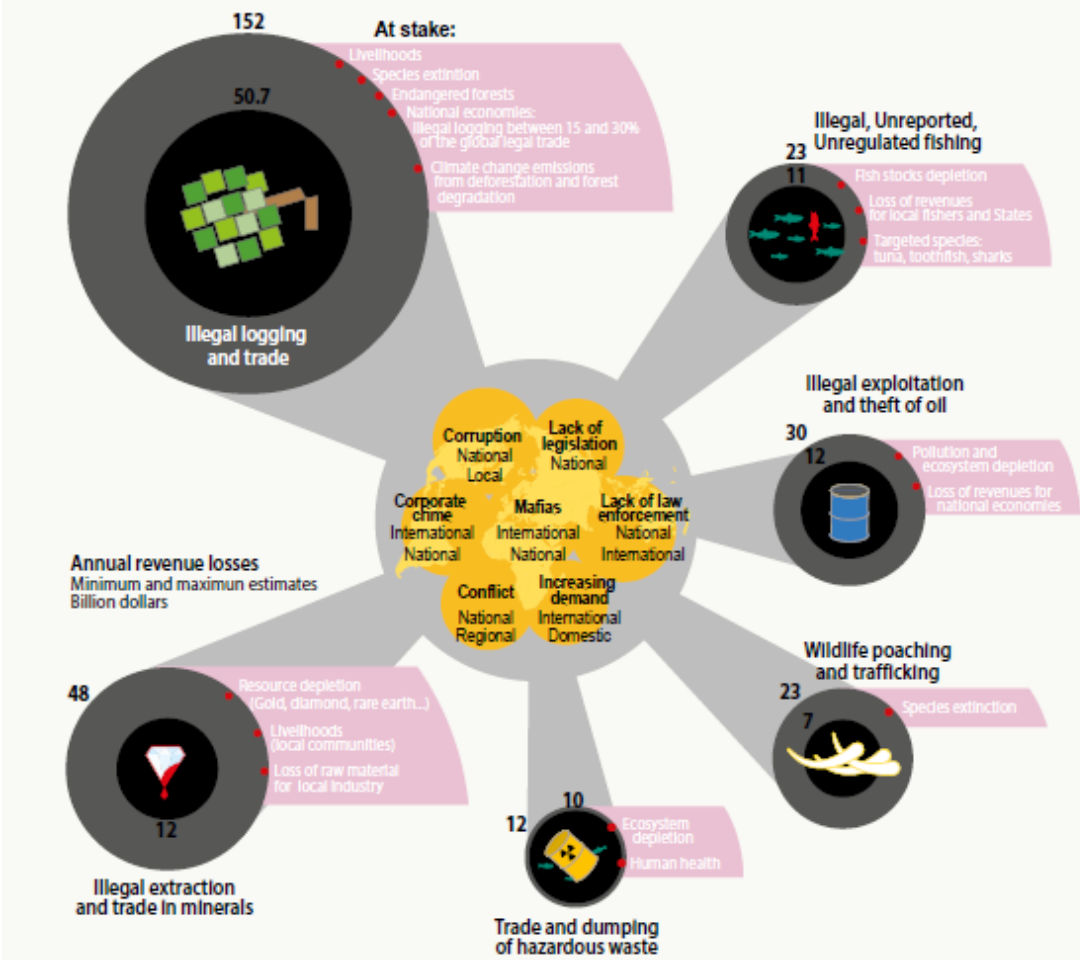 152
At stake:
Livelihoods
Species extintion
Endangered forests
National economies:
Illegal logging between 15 and 30%
of the global legal trade
Climate change emissions
from deforestation and forest
degradation
50.7
Illegal logging
and trade
Illegal, Unreported,
Unregulated fishing
23
11
Fish stocks depletion
Loss of revenues
for local fishers and States
Targeted species:
tuna, toothfish, sharks
Illegal exploitation
and theft of oil
30
12
Pollution and
ecosystem depletion
Loss of revenues for
national economies
Corruption
National
Local
Lack of
legislation
National
Corporate
crime
International
National
Mafias
International
National
Lack of law
enforcement
National
International
Conflict
National
Regional
Increasing
demand
International
Domestic
Annual revenue losses
Minimum and maximun estimates
Billion dollars
Wildlife poaching
and trafficking
23
7
Species extinction
48
Resource depletion
(Gold, diamond, rare earth...)
Livelihoods
(local communities)
Loss of raw material
for local industry
12
Illegal extraction
and trade in minerals
10
12
Ecosystem
depletion
Human health
Trade and dumping
of hazardous waste